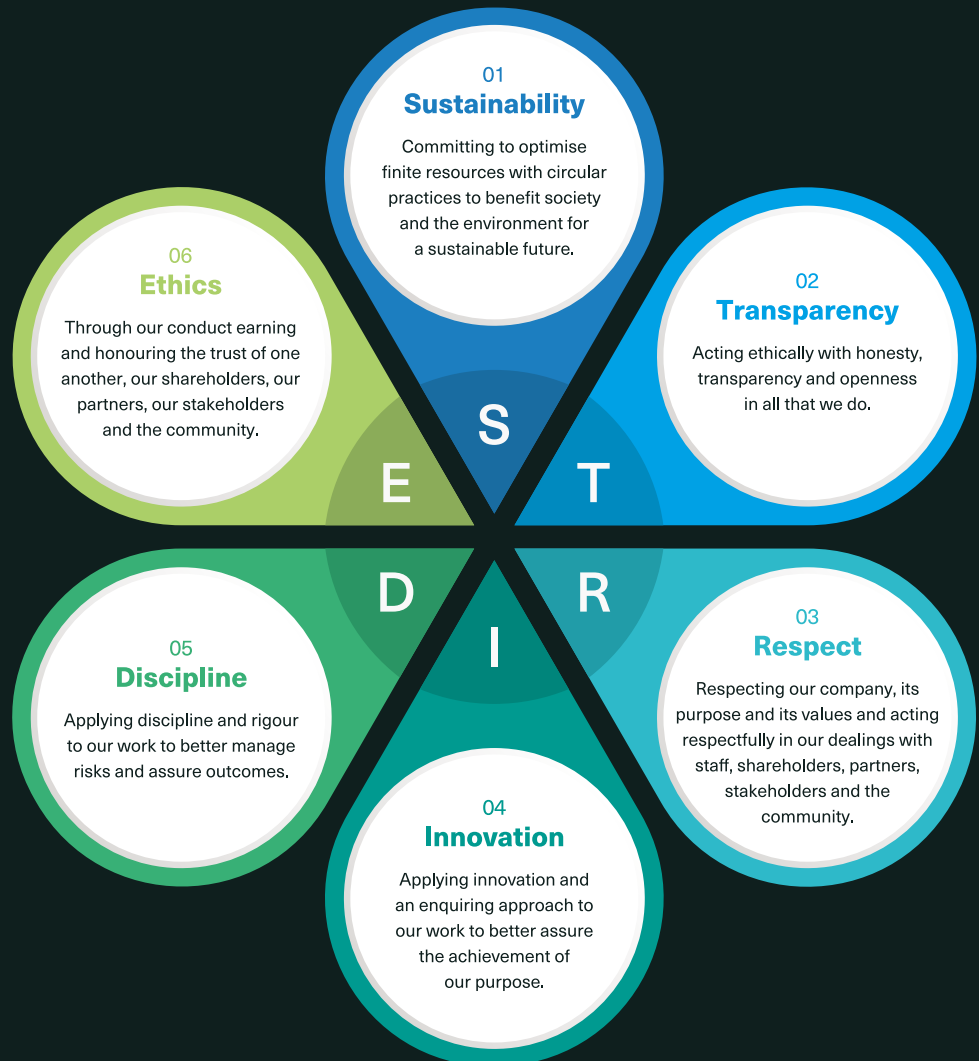 01
Sustainability
Committing to optimise
finite resources with circular
practices to benefit society
and the environment for
a sustainable future.
02
Transparency
Acting ethically with honesty,
transparency and openness
in all that we do.
03
Respect
Respecting our company, its
purpose and its values and acting
respectfully in our dealings with
staff, shareholders, partners,
stakeholders and the
community.
04
Innovation
Applying innovation and
an enquiring approach to
our work to better assure
the achievement of
our purpose.
05
Discipline
Applying discipline and rigour
to our work to better manage
risks and assure outcomes.
06
Ethics
Through our conduct earning
and honouring the trust of one
another, our shareholders, our
partners, our stakeholders
and the community.
S
T
R
I
D
E